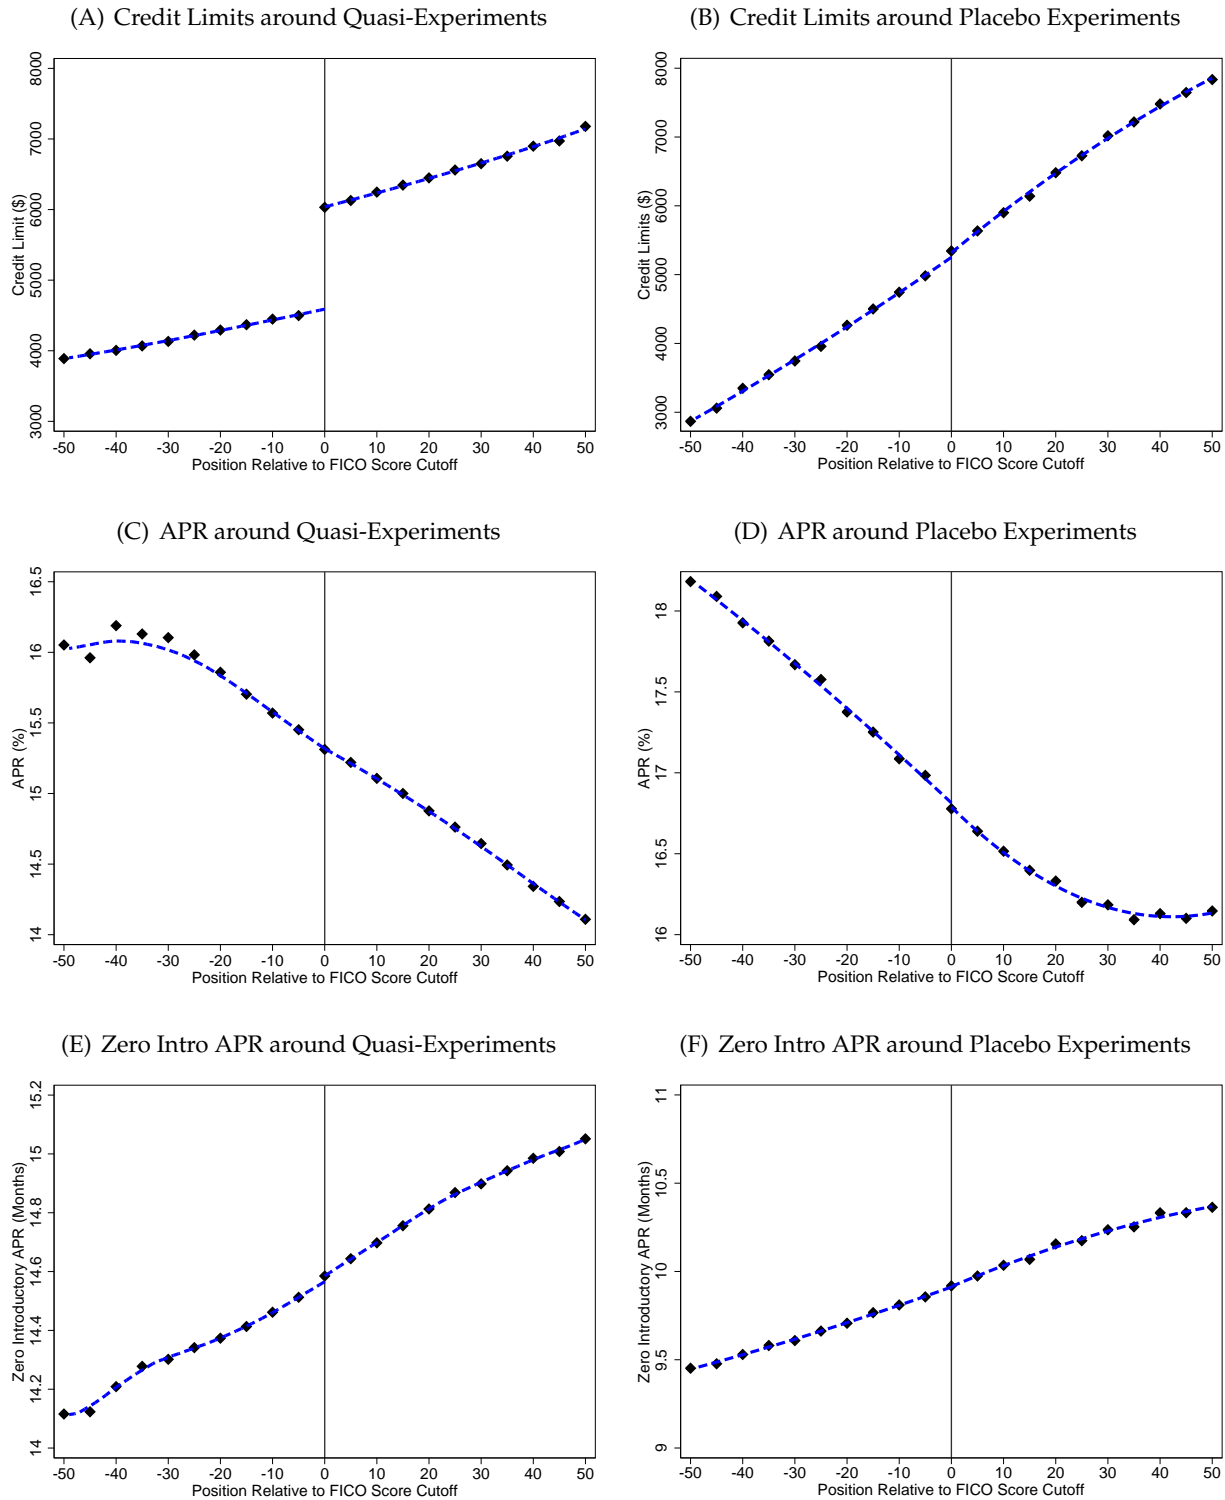 (A) Credit Limits around Quasi-Experiments
8000
7000
6000
5000
4000
3000
Credit Limit ($)
-50 -40 -30 -20 -10 0 10 20 30 40 50
Position Relative to FICO Score Cutoff
(B) Credit Limits around Placebo Experiments
8000
7000
6000
5000
4000
3000
Credit Limits ($)
-50 -40 -30 -20 -10 0 10 20 30 40 50
Position Relative to FICO Score Cutoff
(C) APR around Quasi-Experiments
16.5
16
15.5
15
14.5
14
APR (%)
-50 -40 -30 -20 -10 0 10 20 30 40 50
Position Relative to FICO Score Cutoff
(D) APR around Placebo Experiments
18
17.5
17
16.5
16
APR (%)
-50 -40 -30 -20 -10 0 10 20 30 40 50
Position Relative to FICO Score Cutoff
(E) Zero Intro APR around Quasi-Experiments
15.2
15
14.8
14.6
14.4
14.2
14
Zero Introductory APR (Months)
-50 -40 -30 -20 -10 0 10 20 30 40 50
Position Relative to FICO Score Cutoff
(F) Zero Intro APR around Placebo Experiments
11
10.5
10
9.5
9
Zero Introductory APR (Months)
-50 -40 -30 -20 -10 0 10 20 30 40 50
Position Relative to FICO Score Cutoff